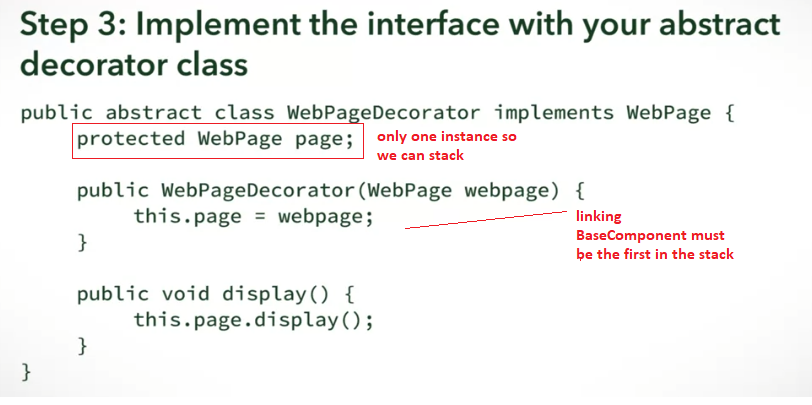 Step 3: Implement the interface with your abstract
decorator class
public abstract class WebPageDecorator implements WebPage {
protected WebPage page;
only one instance so
we can stack
public WebPageDecorator(WebPage webpage) {
this.page = webpage;
}
linking
BaseComponent must
be the first in the stack
public void display() {
this.page.display();
}
}